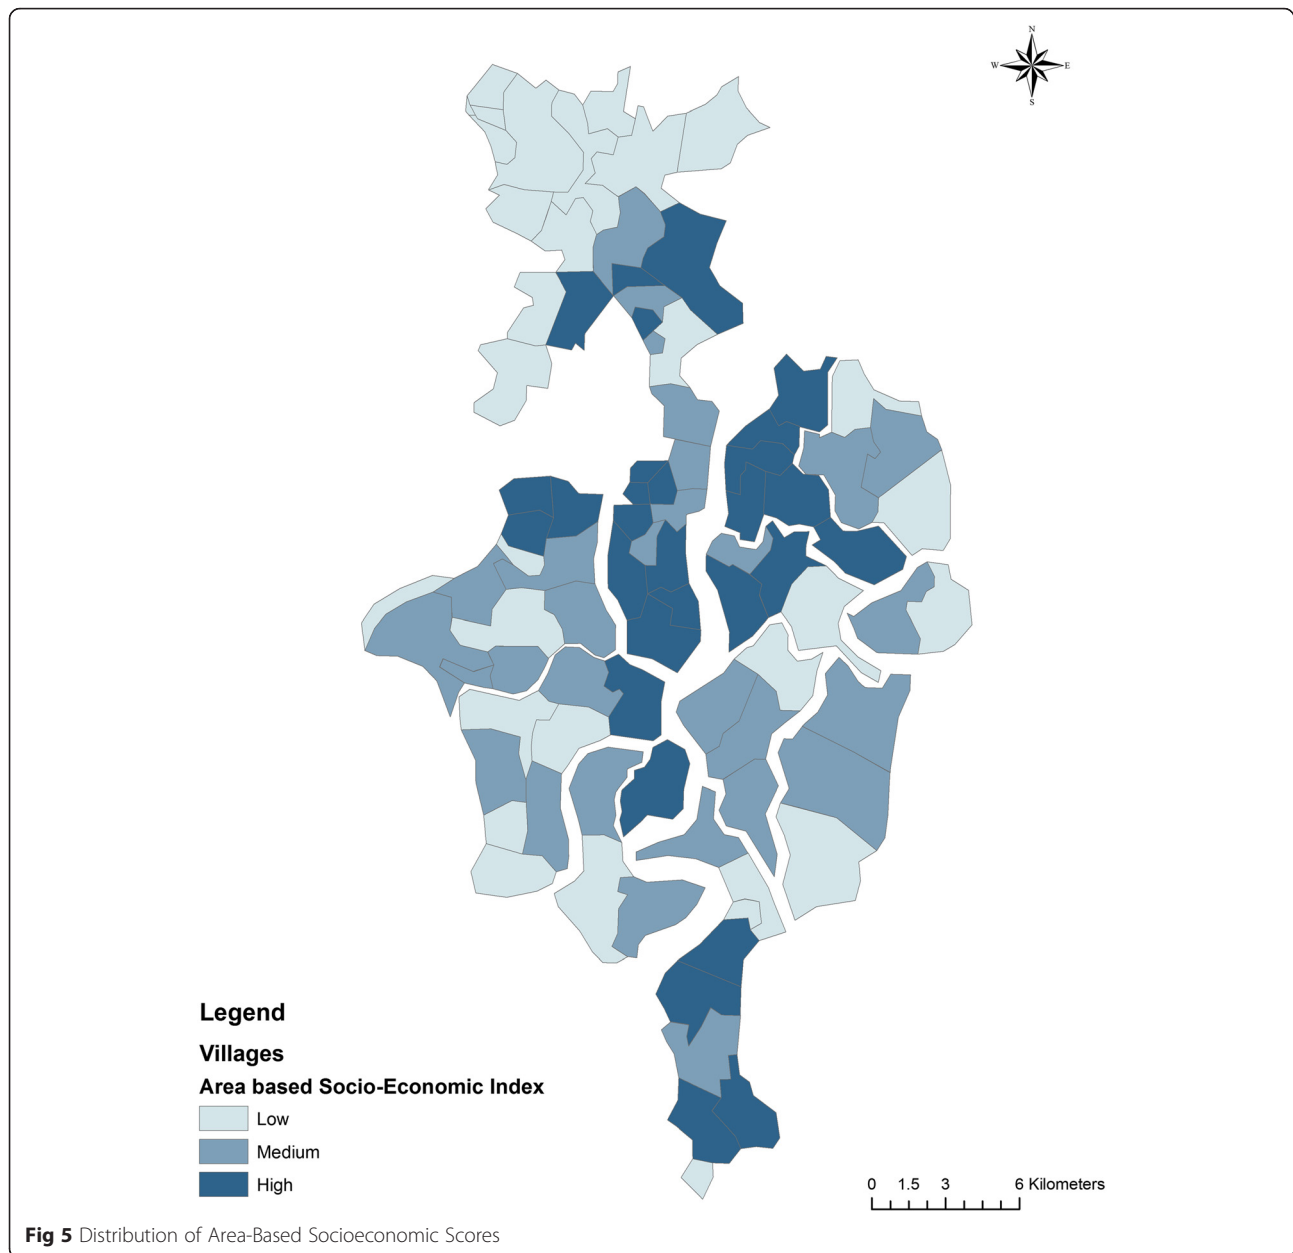 N
W E
S
Legend
Villages
Area based Socio-Economic Index
Low
Medium
High
0 1.5 3 6 Kilometers
Fig 5 Distribution of Area-Based Socioeconomic Scores